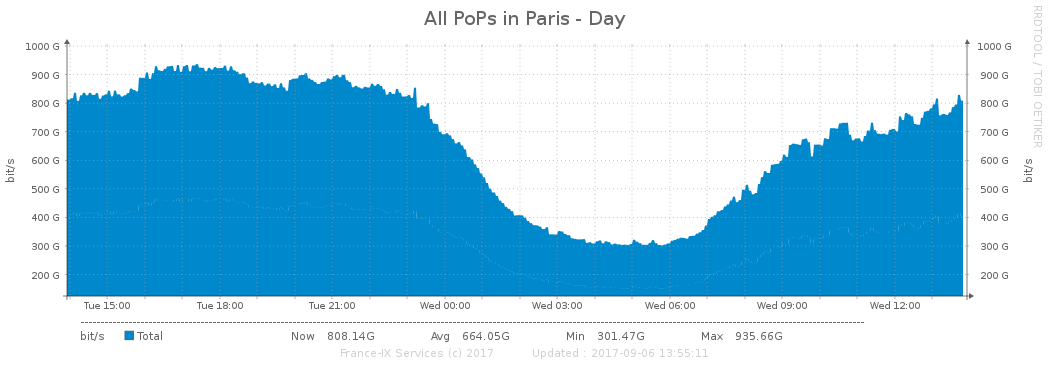 All PoPs in Paris - Day
RRDTOOL / TOBI OETIKER
1000 G 1000 G
900 G 900 G
800 G 800 G
700 G 700 G
600 G 600 G
500 G 500 G
400 G 400 G
300 G 300 G
200 G 200 G
bit/s bit/s
Tue 15:00 Tue 18:00 Tue 21:00 Wed 00:00 Wed 03:00 Wed 06:00 Wed 09:00 Wed 12:00
bit/s Total Now 808.14G Avg 664.05G Min 301.47G Max 935.66G
France-IX Services (c) 2017 Updated : 2017-09-06 13:55:11